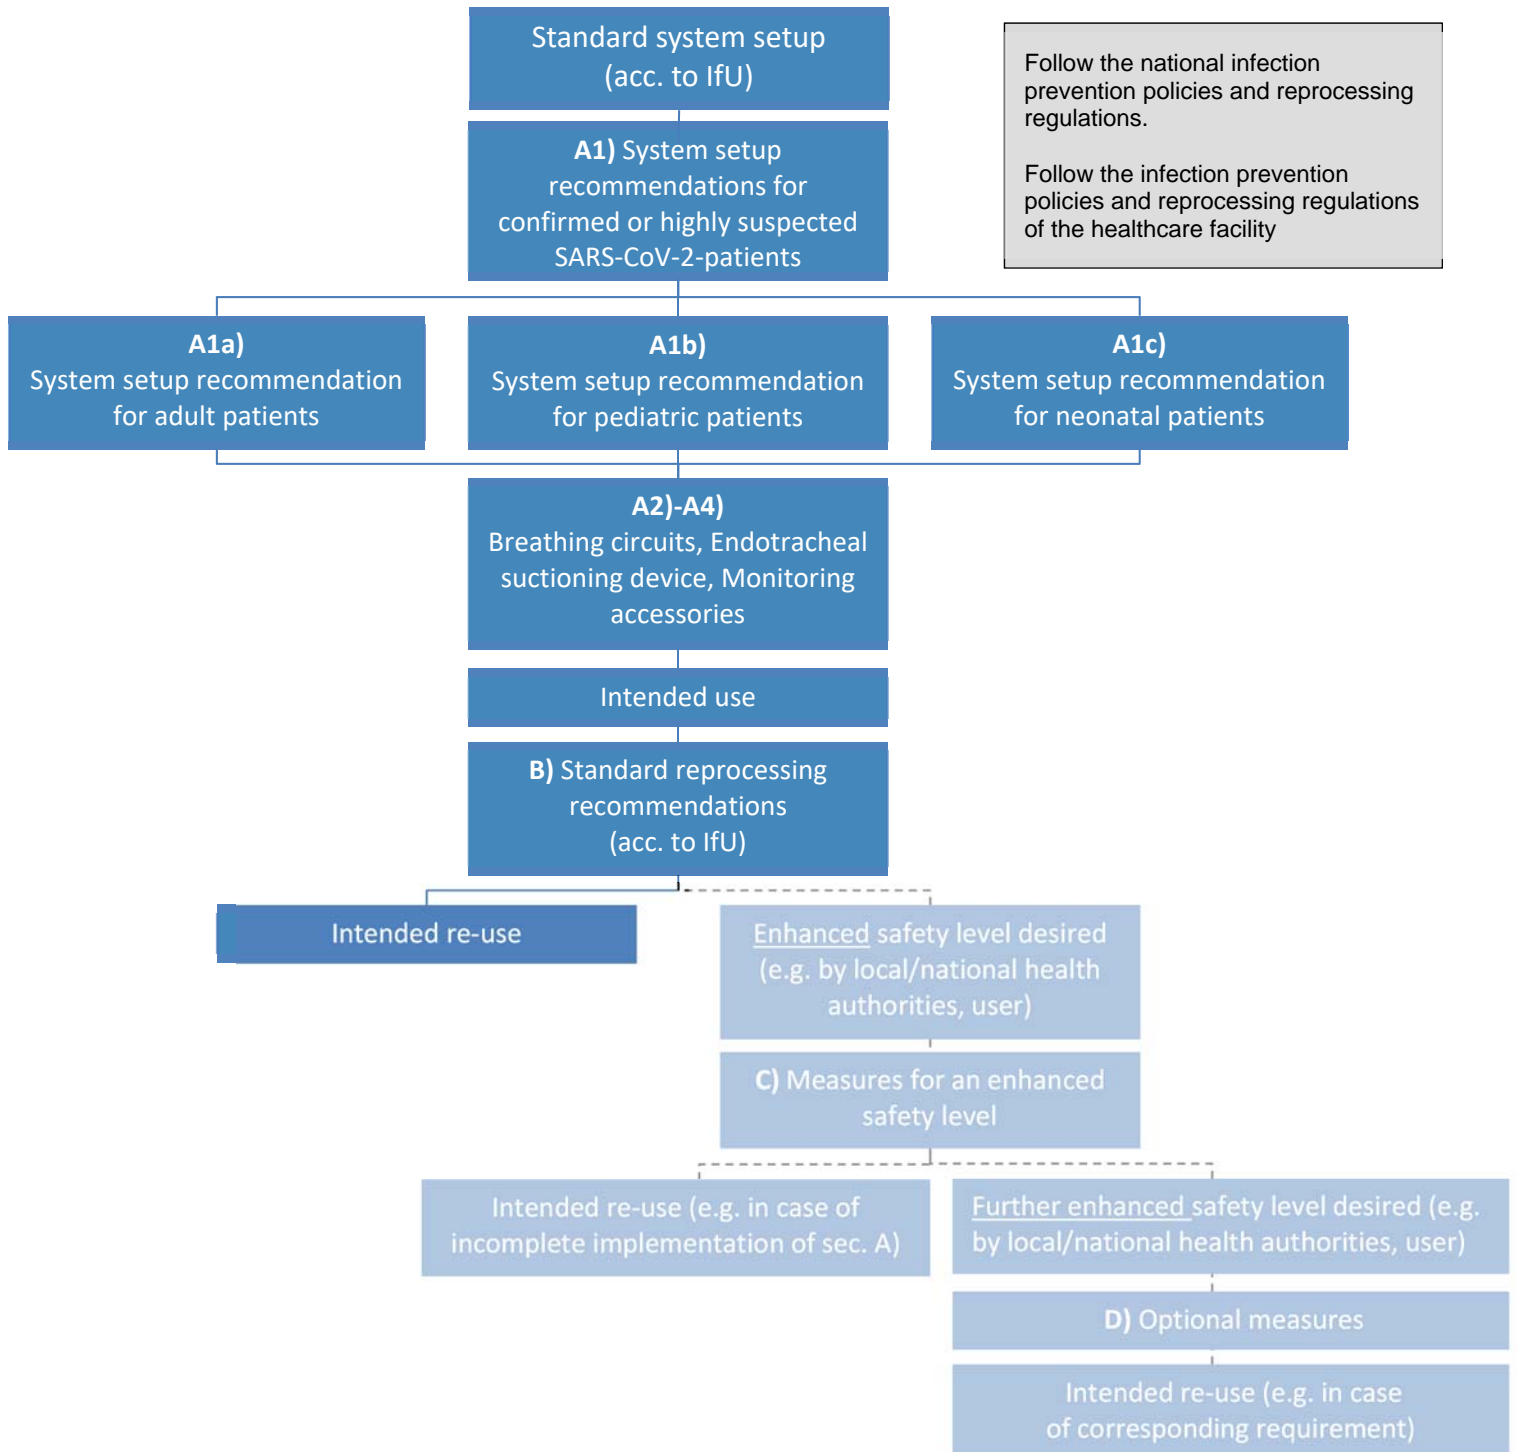 Standard system setup
(acc. to IfU)
Follow the national infection
prevention policies and reprocessing
regulations.
Follow the infection prevention
policies and reprocessing regulations
of the healthcare facility
A1) System setup
recommendations for
confirmed or highly suspected
SARS-CoV-2-patients
A1a)
System setup recommendation
for adult patients
A1b)
System setup recommendation
for pediatric patients
A1c)
System setup recommendation
for neonatal patients
A2)-A4)
Breathing circuits, Endotracheal
suctioning device, Monitoring
accessories
Intended use
B) Standard reprocessing
recommendations
(acc. to IfU)
Intended re-use
Enhanced safety level desired
(e.g. by local/national health
authorities, user)
C) Measures for an enhanced
safety level
Intended re-use (e.g. in case of
incomplete implementation of sec. A)
Further enhanced safety level desired (e.g.
by local/national health authorities, user)
D) Optional measures
Intended re-use (e.g. in case
of corresponding requirement)